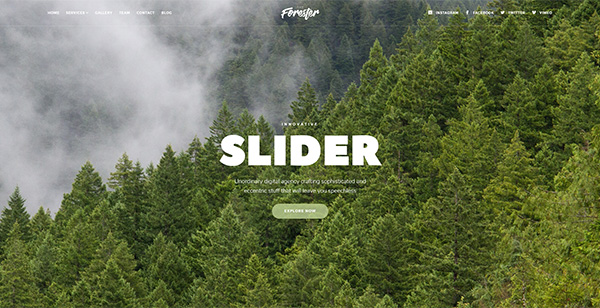 HOME SERVICES GALLERY TEAM CONTACT BLOG
Forester
INSTAGRAM FACEBOOK TWITTER VIMEO
INNOVATIVE
SLIDER
Unordinary digital agency crafting sophisticated and
eccentric stuff that will leave you speechless
EXPLORE NOW